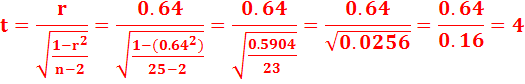 t = r / √((1−r²)/(n−2)) = 0.64 / √((1−(0.64²))/(25−2)) = 0.64 / √(0.5904/23) = 0.64 / √0.0256 = 0.64 / 0.16 = 4